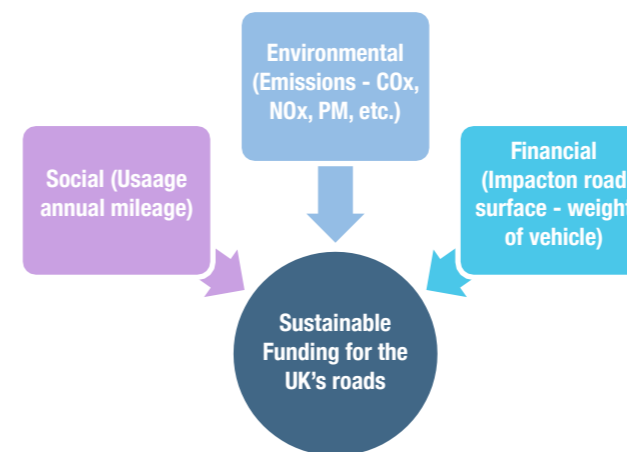 Environmental
(Emissions - COx,
NOx, PM, etc.)
Social (Usaage
annual mileage)
Financial
(Impacton road
surface - weight
of vehicle)
Sustainable
Funding for the
UK's roads